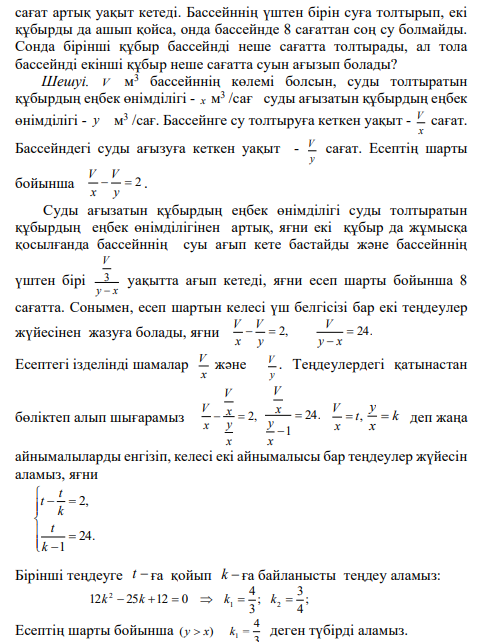 сағат артық уақыт кетеді. Бассейннің үштен бірін суға толтырып, екі
құбырды да ашып қойса, онда бассейнде 8 сағаттан соң су болмайды.
Сонда бірінші құбыр бассейнді неше сағатта толтырады, ал тола
бассейнді екінші құбыр неше сағатта суын ағызып болады?
Шешуі. V м³ бассейннің көлемі болсын, суды толтыратын
құбырдың еңбек өнімділігі - x м³ /сағ суды ағызатын құбырдың еңбек
өнімділігі - y м³ /сағ. Бассейнге су толтыруға кеткен уақыт - V/x сағат.
Бассейндегі суды ағызуға кеткен уақыт - V/y сағат. Есептің шарты
бойынша V/x − V/y = 2 .
Суды ағызатын құбырдың еңбек өнімділігі суды толтыратын
құбырдың еңбек өнімділігінен артық, яғни екі құбыр да жұмысқа
қосылғанда бассейннің суы ағып кете бастайды және бассейннің
үштен бірі (V/3)/(y − x) уақытта ағып кетеді, яғни есеп шарты бойынша 8
сағатта. Сонымен, есеп шартын келесі үш белгісізі бар екі теңдеулер
жүйесінен жазуға болады, яғни V/x − V/y = 2, V/(y − x) = 24.
Есептегі ізделінді шамалар V/x және V/y. Теңдеулердегі қатынастан
бөліктеп алып шығарамыз V/x − (V/x)/(y/x) = 2, (V/x)/(y/x − 1) = 24. V/x = t, y/x = k деп жаңа
айнымалыларды енгізіп, келесі екі айнымалысы бар теңдеулер жүйесін
аламыз, яғни
{ t − t/k = 2,
t/(k − 1) = 24.
Бірінші теңдеуге t − ға қойып k − ға байланысты теңдеу аламыз:
12k² − 25k + 12 = 0 ⇒ k₁ = 4/3; k₂ = 3/4;
Есептің шарты бойынша (y > x) k₁ = 4/3 деген түбірді аламыз.